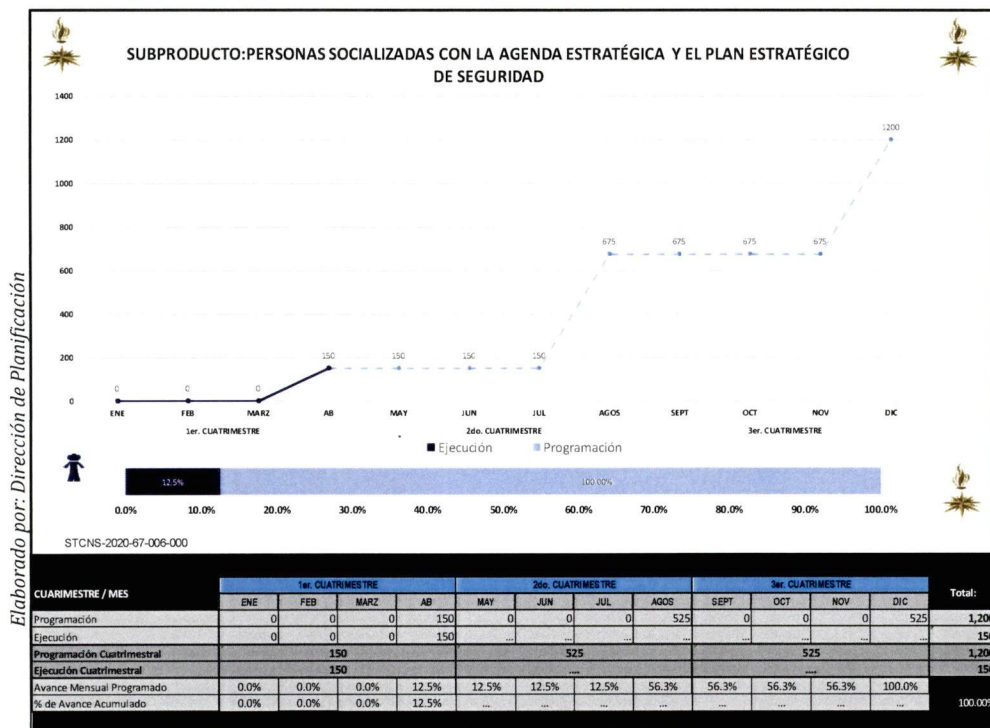 SUBPRODUCTO:PERSONAS SOCIALIZADAS CON LA AGENDA ESTRATÉGICA Y EL PLAN ESTRATÉGICO
DE SEGURIDAD
1400
1200
1000
800
600
400
200
0
0 0 0 150 150 150 150 675 675 675 675 1200
ENE FEB MARZ AB MAY JUN JUL AGOS SEPT OCT NOV DIC
1er. CUATRIMESTRE 2do. CUATRIMESTRE 3er. CUATRIMESTRE
Ejecución Programación
12.5% 100.00%
0.0% 10.0% 20.0% 30.0% 40.0% 50.0% 60.0% 70.0% 80.0% 90.0% 100.0%
STCNS-2020-67-006-000
Elaborado por: Dirección de Planificación
CUARIMESTRE / MES 1er. CUATRIMESTRE 2do. CUATRIMESTRE 3er. CUATRIMESTRE Total:
ENE FEB MARZ AB MAY JUN JUL AGOS SEPT OCT NOV DIC
Programación 0 0 0 150 0 0 0 525 0 0 0 525 1,200
Ejecución 0 0 0 150 ... ... ... ... ... ... ... ... 150
Programación Cuatrimestral 150 525 525 1,200
Ejecución Cuatrimestral 150 .... .... 150
Avance Mensual Programado 0.0% 0.0% 0.0% 12.5% 12.5% 12.5% 12.5% 56.3% 56.3% 56.3% 56.3% 100.0%
% de Avance Acumulado 0.0% 0.0% 0.0% 12.5% ... ... ... ... ... ... ... ... 100.00%